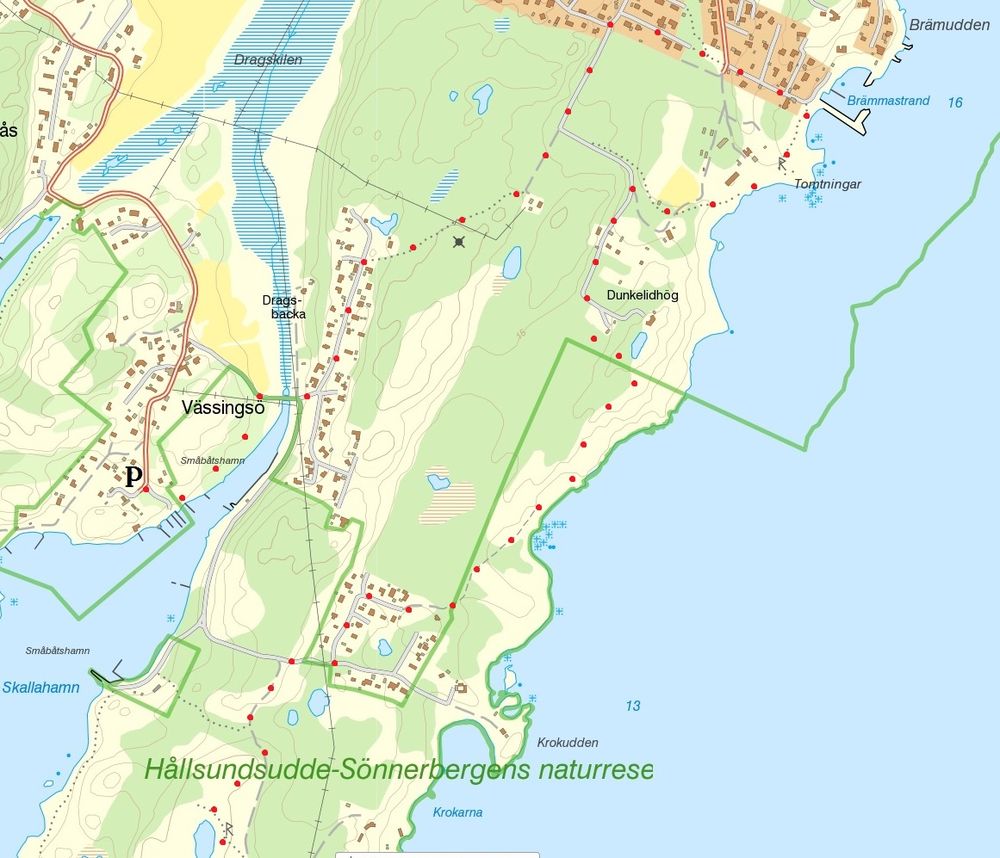 Brämudden
Dragskilen
Brämmastrand
16
ås
Tomtningar
Dunkelidhög
Drags-
backa
Vässingsö
Småbåtshamn
P
Småbåtshamn
Skallahamn
13
Krokudden
Hållsundsudde-Sönnerbergens naturrese
Krokarna